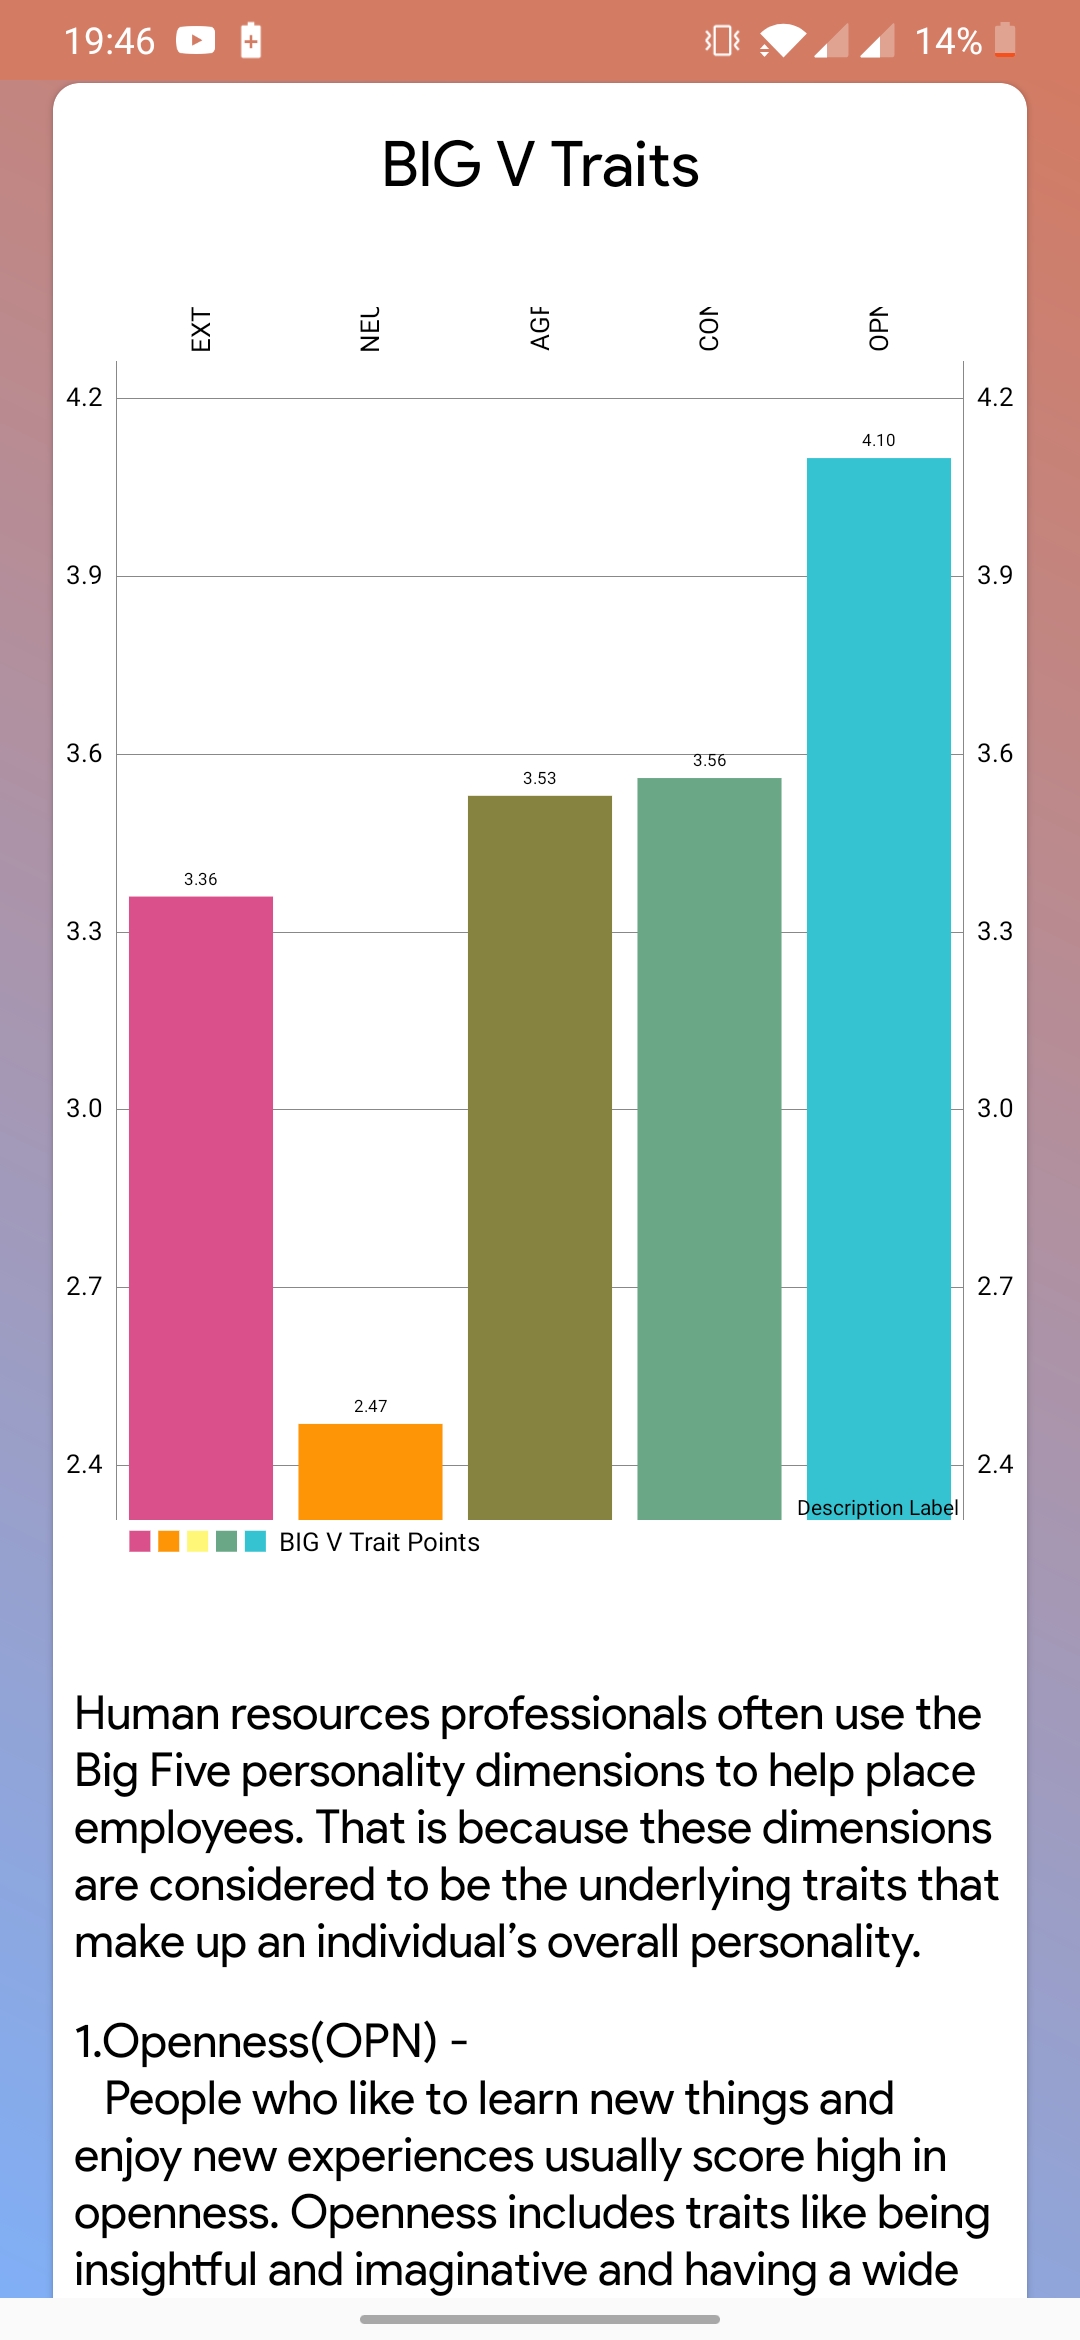 19:46 14%
BIG V Traits
EXT NEU AGR CON OPN
4.2 4.2
4.10
3.9 3.9
3.6 3.6
3.56
3.53
3.36
3.3 3.3
3.0 3.0
2.7 2.7
2.47
2.4 2.4
Description Label
BIG V Trait Points
Human resources professionals often use the
Big Five personality dimensions to help place
employees. That is because these dimensions
are considered to be the underlying traits that
make up an individual’s overall personality.
1.Openness(OPN) -
People who like to learn new things and
enjoy new experiences usually score high in
openness. Openness includes traits like being
insightful and imaginative and having a wide